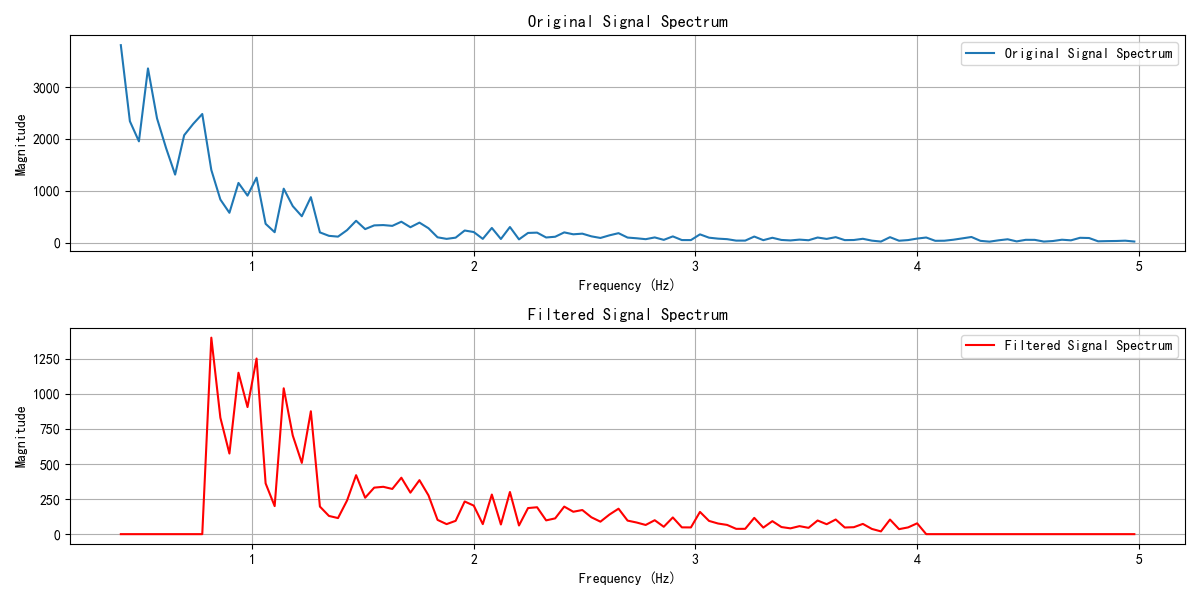 Original Signal Spectrum
Original Signal Spectrum
3000
2000
1000
0
Magnitude
1 2 3 4 5
Frequency (Hz)
Filtered Signal Spectrum
Filtered Signal Spectrum
1250
1000
750
500
250
0
Magnitude
1 2 3 4 5
Frequency (Hz)